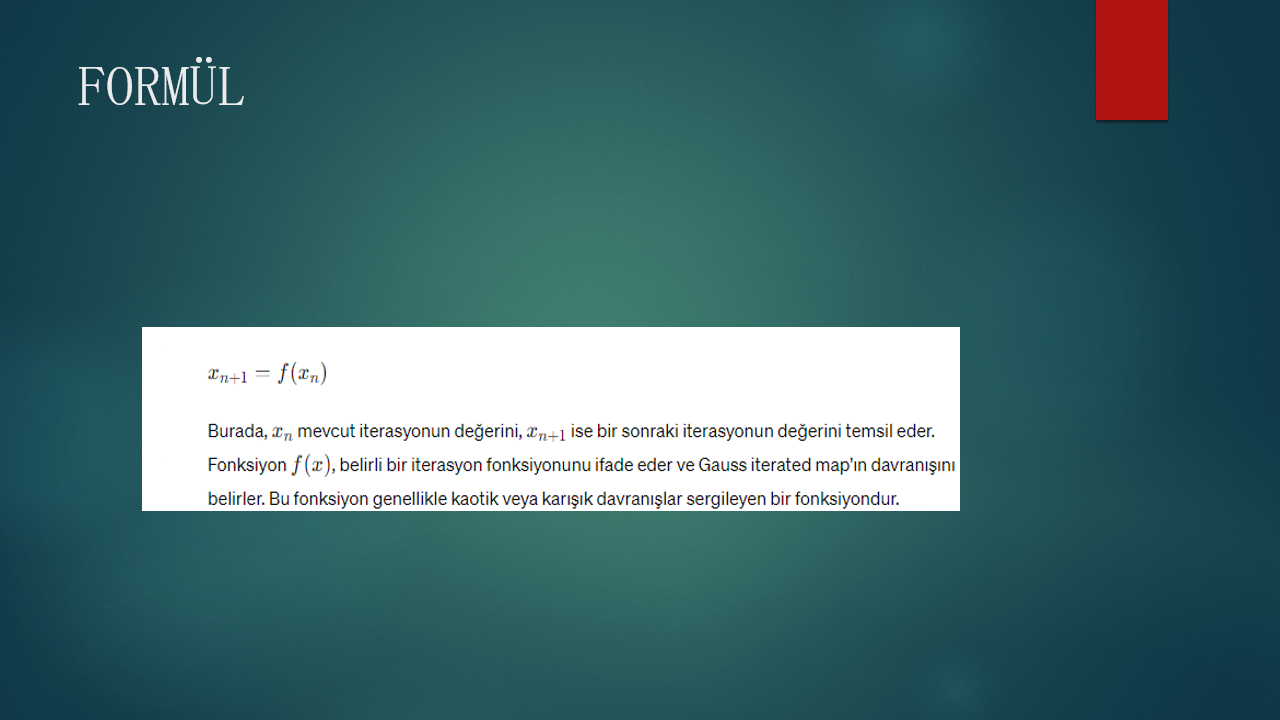 FORMÜL
xₙ₊₁ = f(xₙ)
Burada, xₙ mevcut iterasyonun değerini, xₙ₊₁ ise bir sonraki iterasyonun değerini temsil eder.
Fonksiyon f(x), belirli bir iterasyon fonksiyonunu ifade eder ve Gauss iterated map'ın davranışını
belirler. Bu fonksiyon genellikle kaotik veya karışık davranışlar sergileyen bir fonksiyondur.